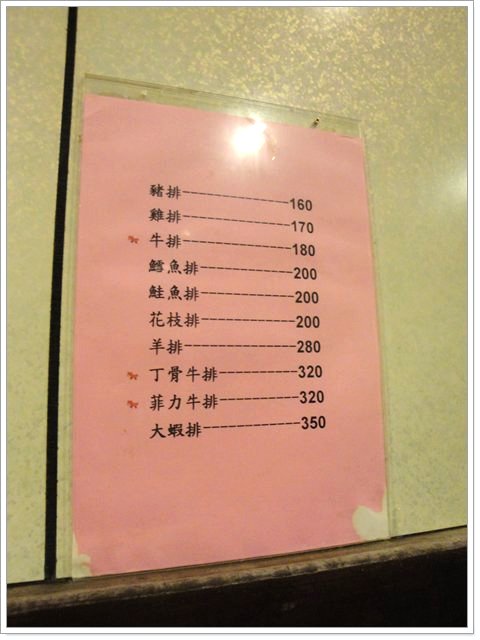 豬排---------------160
雞排---------------170
牛排---------------180
鱈魚排-------------200
鮭魚排-------------200
花枝排-------------200
羊排---------------280
丁骨牛排-----------320
菲力牛排-----------320
大蝦排-------------350